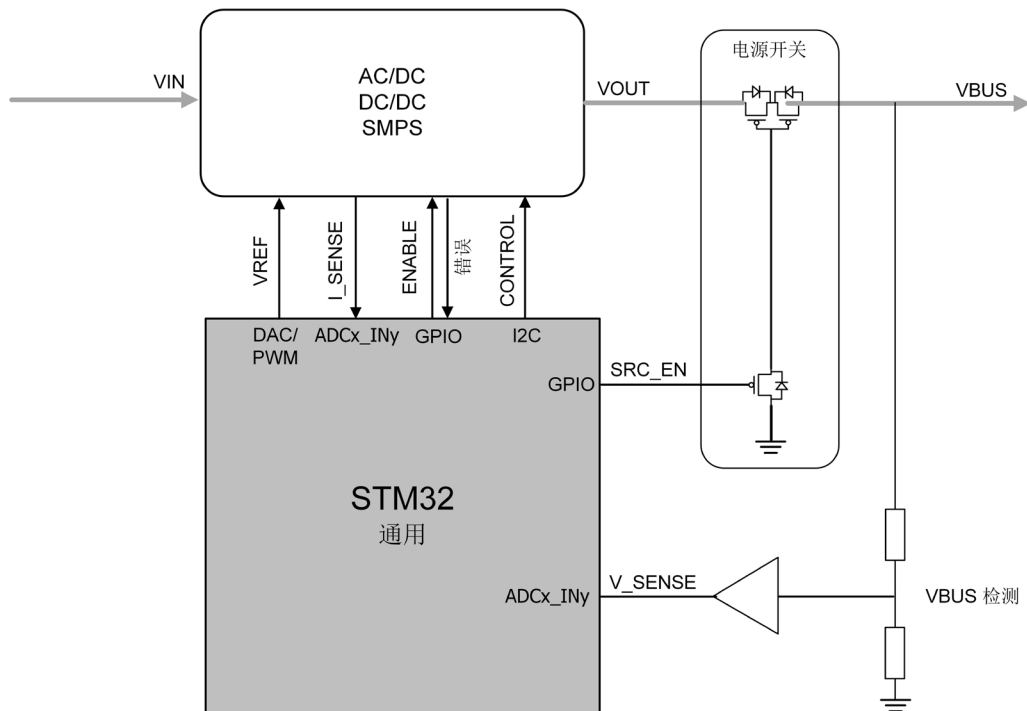 电源开关
VIN
AC/DC
DC/DC
SMPS
VOUT
VBUS
VREF
I_SENSE
ENABLE
错误
CONTROL
DAC/
PWM
ADCx_INy
GPIO
I2C
GPIO
SRC_EN
STM32
通用
ADCx_INy
V_SENSE
VBUS 检测